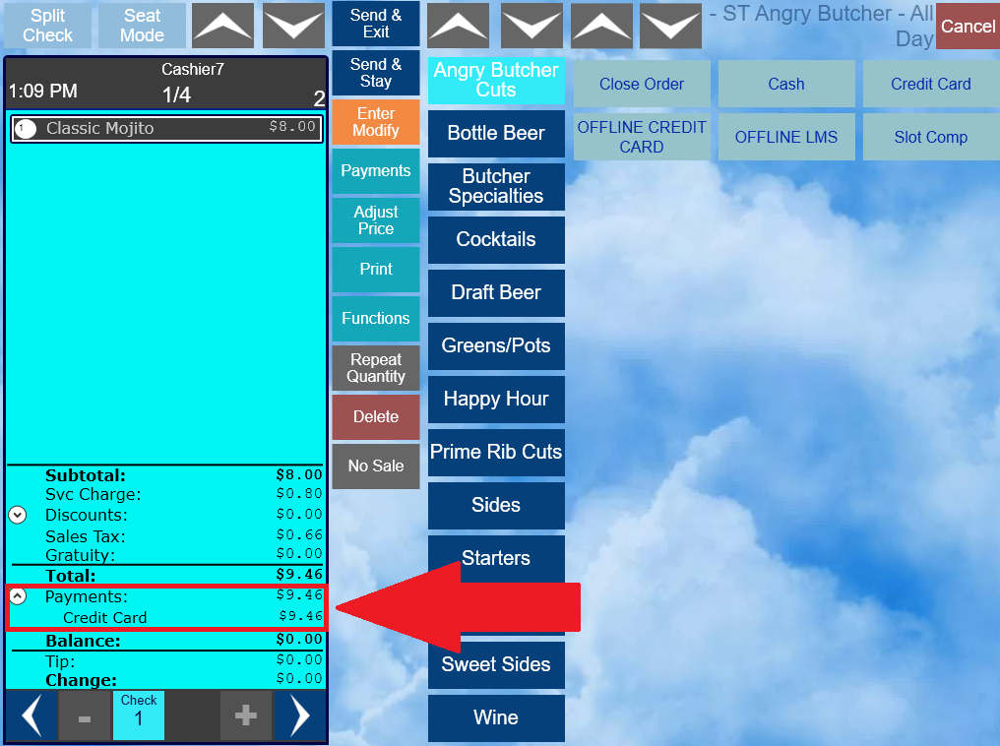 Split
Check
Seat
Mode
Send &
Exit
- ST Angry Butcher - All
Day
Cancel
Cashier7
1:09 PM
1/4
2
1 Classic Mojito $8.00
Subtotal: $8.00
Svc Charge: $0.80
Discounts: $0.00
Sales Tax: $0.66
Gratuity: $0.00
Total: $9.46
Payments: $9.46
Credit Card $9.46
Balance: $0.00
Tip: $0.00
Change: $0.00
-
Check
1
+
Send &
Stay
Enter
Modify
Payments
Adjust
Price
Print
Functions
Repeat
Quantity
Delete
No Sale
Angry Butcher
Cuts
Bottle Beer
Butcher
Specialties
Cocktails
Draft Beer
Greens/Pots
Happy Hour
Prime Rib Cuts
Sides
Starters
Sweet Sides
Wine
Close Order
Cash
Credit Card
OFFLINE CREDIT
CARD
OFFLINE LMS
Slot Comp